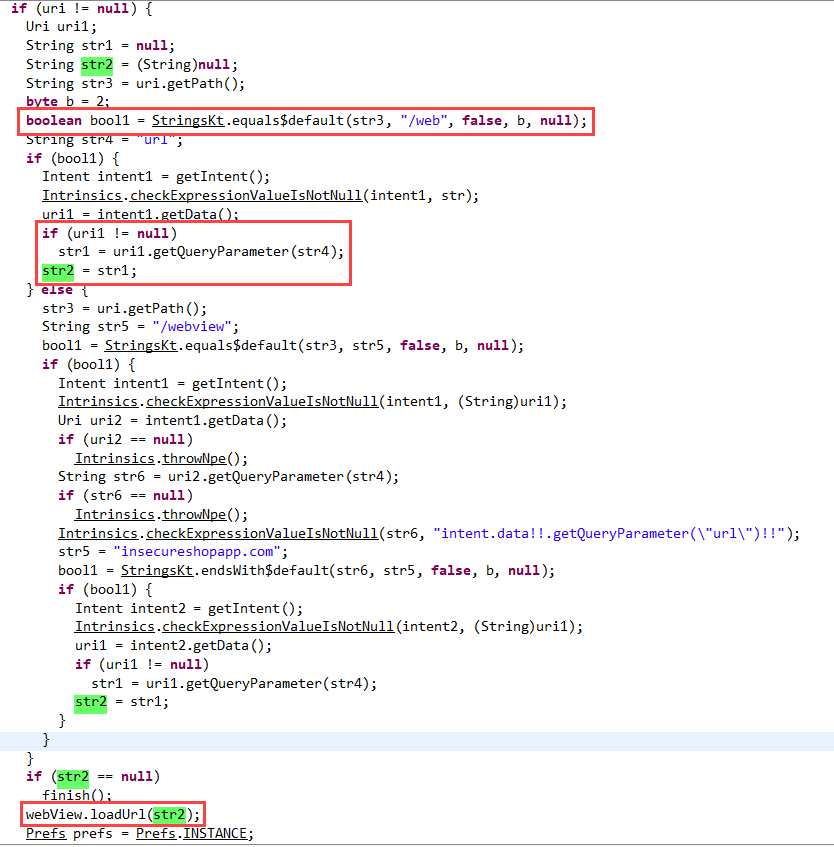 if (uri != null) {
Uri uri1;
String str1 = null;
String str2 = (String)null;
String str3 = uri.getPath();
byte b = 2;
boolean bool1 = StringsKt.equals$default(str3, "/web", false, b, null);
String str4 = "url";
if (bool1) {
Intent intent1 = getIntent();
Intrinsics.checkExpressionValueIsNotNull(intent1, str);
uri1 = intent1.getData();
if (uri1 != null)
str1 = uri1.getQueryParameter(str4);
str2 = str1;
} else {
str3 = uri.getPath();
String str5 = "/webview";
bool1 = StringsKt.equals$default(str3, str5, false, b, null);
if (bool1) {
Intent intent1 = getIntent();
Intrinsics.checkExpressionValueIsNotNull(intent1, (String)uri1);
Uri uri2 = intent1.getData();
if (uri2 == null)
Intrinsics.throwNpe();
String str6 = uri2.getQueryParameter(str4);
if (str6 == null)
Intrinsics.throwNpe();
Intrinsics.checkExpressionValueIsNotNull(str6, "intent.data!!.getQueryParameter(\"url\")!!");
str5 = "insecureshopapp.com";
bool1 = StringsKt.endsWith$default(str6, str5, false, b, null);
if (bool1) {
Intent intent2 = getIntent();
Intrinsics.checkExpressionValueIsNotNull(intent2, (String)uri1);
uri1 = intent2.getData();
if (uri1 != null)
str1 = uri1.getQueryParameter(str4);
str2 = str1;
}
}
}
if (str2 == null)
finish();
webView.loadUrl(str2);
Prefs prefs = Prefs.INSTANCE;